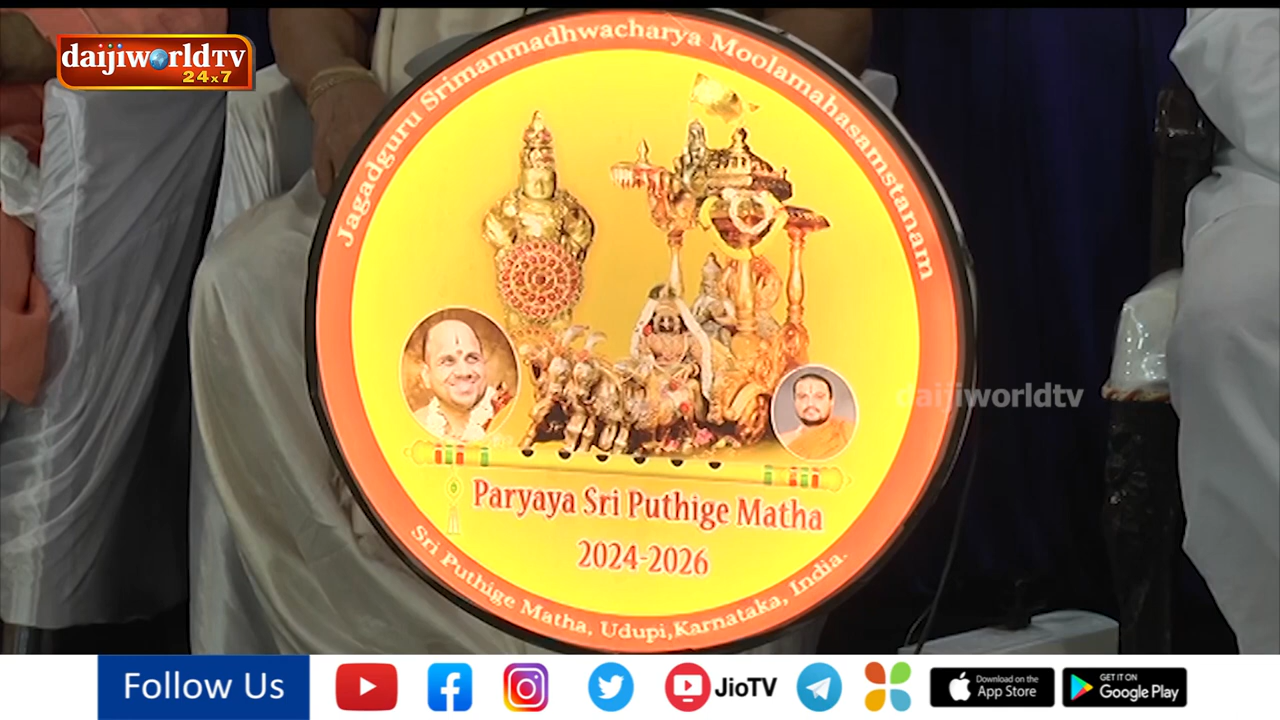 daijiworldTV
24x7
Jagadguru Srimanmadhwacharya Moolamahasamstanam
daijiworldtv
Paryaya Sri Puthige Matha
2024-2026
Sri Puthige Matha, Udupi,Karnataka, India.
Follow Us
JioTV
Download on the
App Store
GET IT ON
Google Play